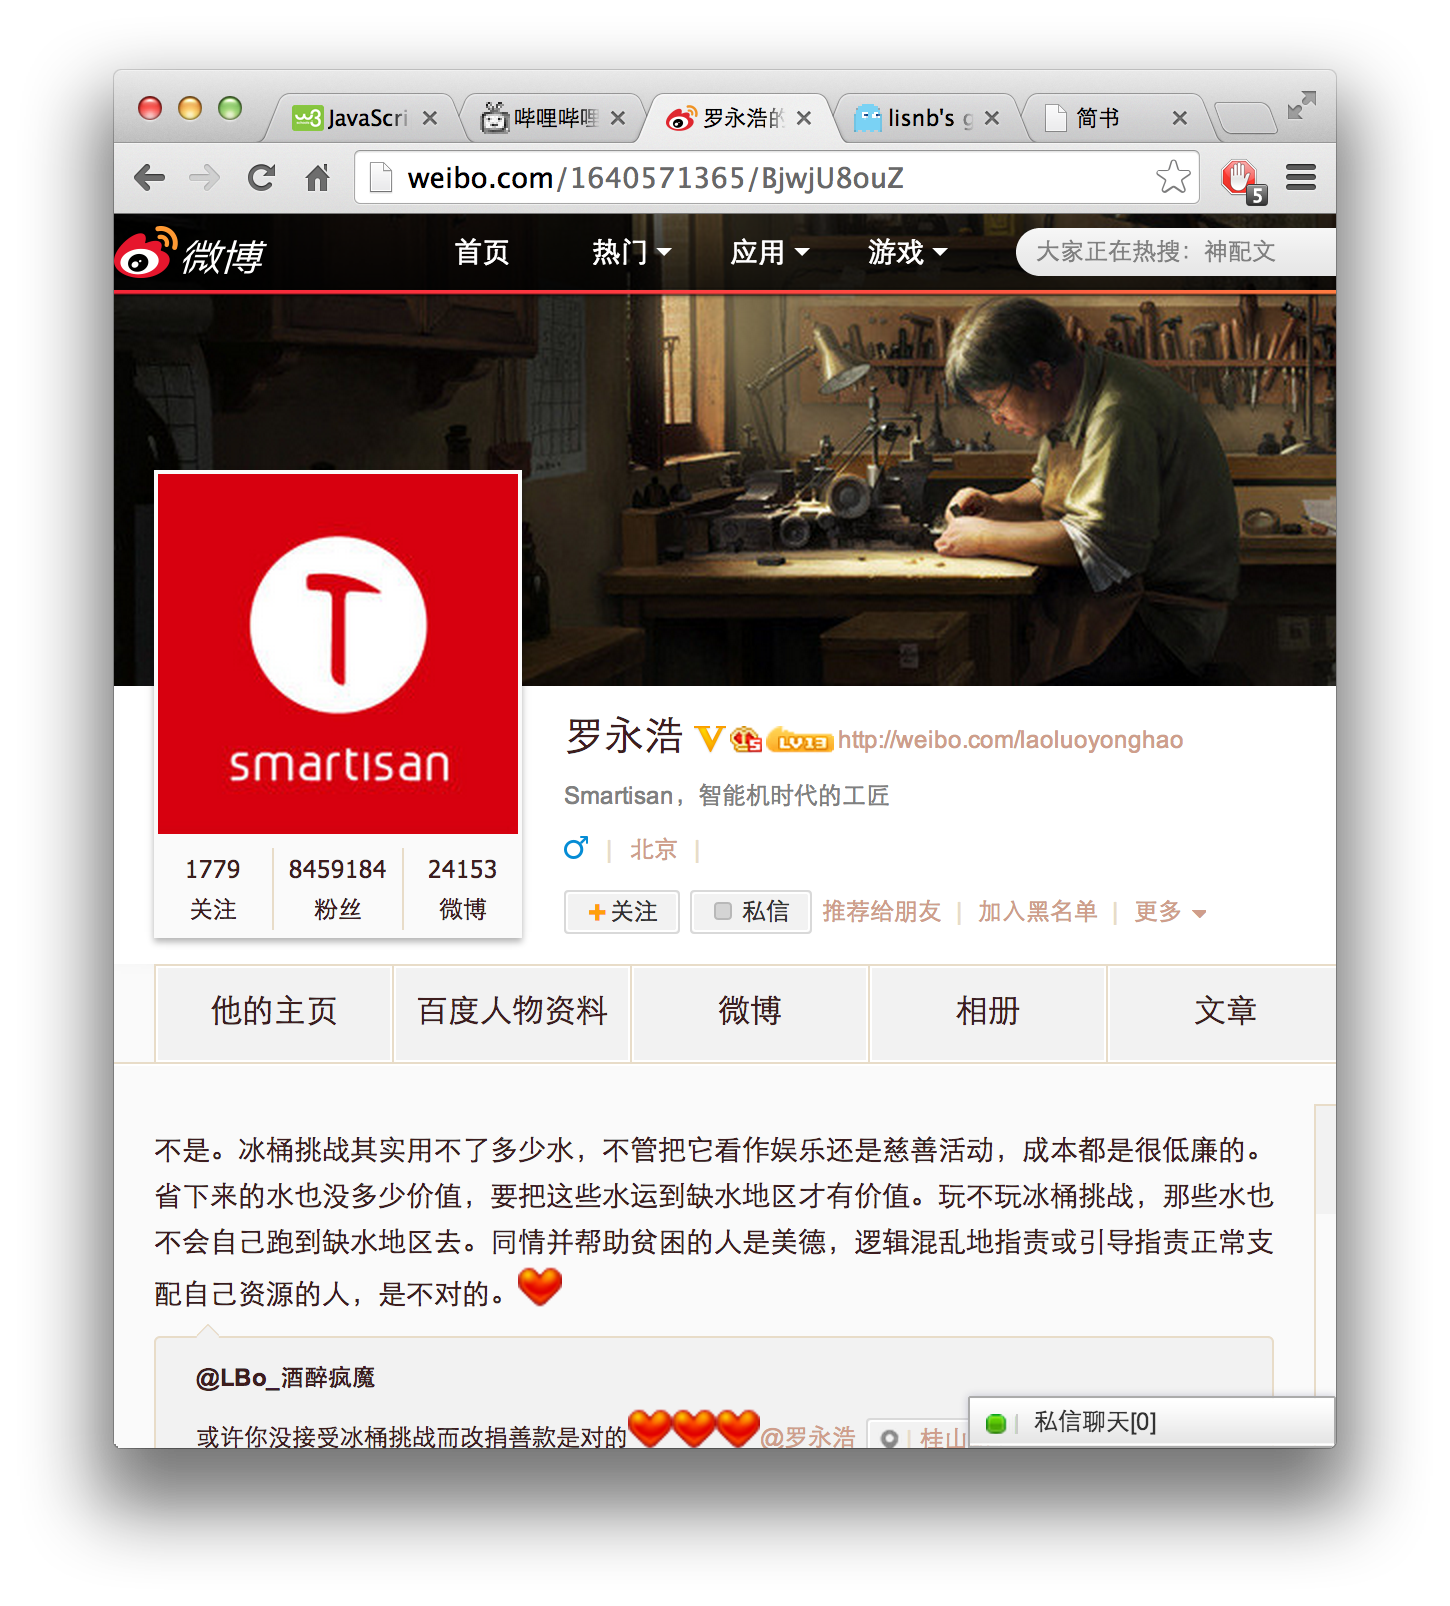 JavaScri
哔哩哔哩
罗永浩的
lisnb's g
简书
weibo.com/1640571365/BjwjU8ouZ
5
微博
首页
热门
应用
游戏
大家正在热搜：神配文
smartisan
1779
关注
8459184
粉丝
24153
微博
罗永浩 V 5 LV13 http://weibo.com/laoluoyonghao
Smartisan，智能机时代的工匠
北京
+关注
私信
推荐给朋友
加入黑名单
更多
他的主页
百度人物资料
微博
相册
文章
不是。冰桶挑战其实用不了多少水，不管把它看作娱乐还是慈善活动，成本都是很低廉的。
省下来的水也没多少价值，要把这些水运到缺水地区才有价值。玩不玩冰桶挑战，那些水也
不会自己跑到缺水地区去。同情并帮助贫困的人是美德，逻辑混乱地指责或引导指责正常支
配自己资源的人，是不对的。
@LBo_酒醉疯魔
或许你没接受冰桶挑战而改捐善款是对的@罗永浩 桂山
私信聊天[0]